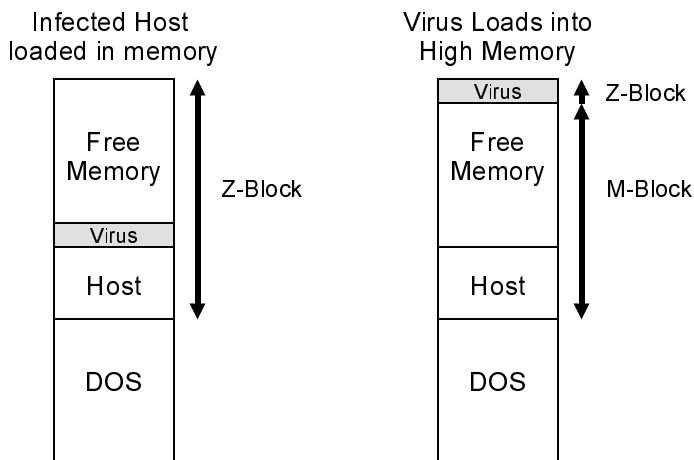 Infected Host
loaded in memory
Free
Memory
Virus
Host
DOS
Z-Block
Virus Loads into
High Memory
Virus
Free
Memory
Host
DOS
Z-Block
M-Block